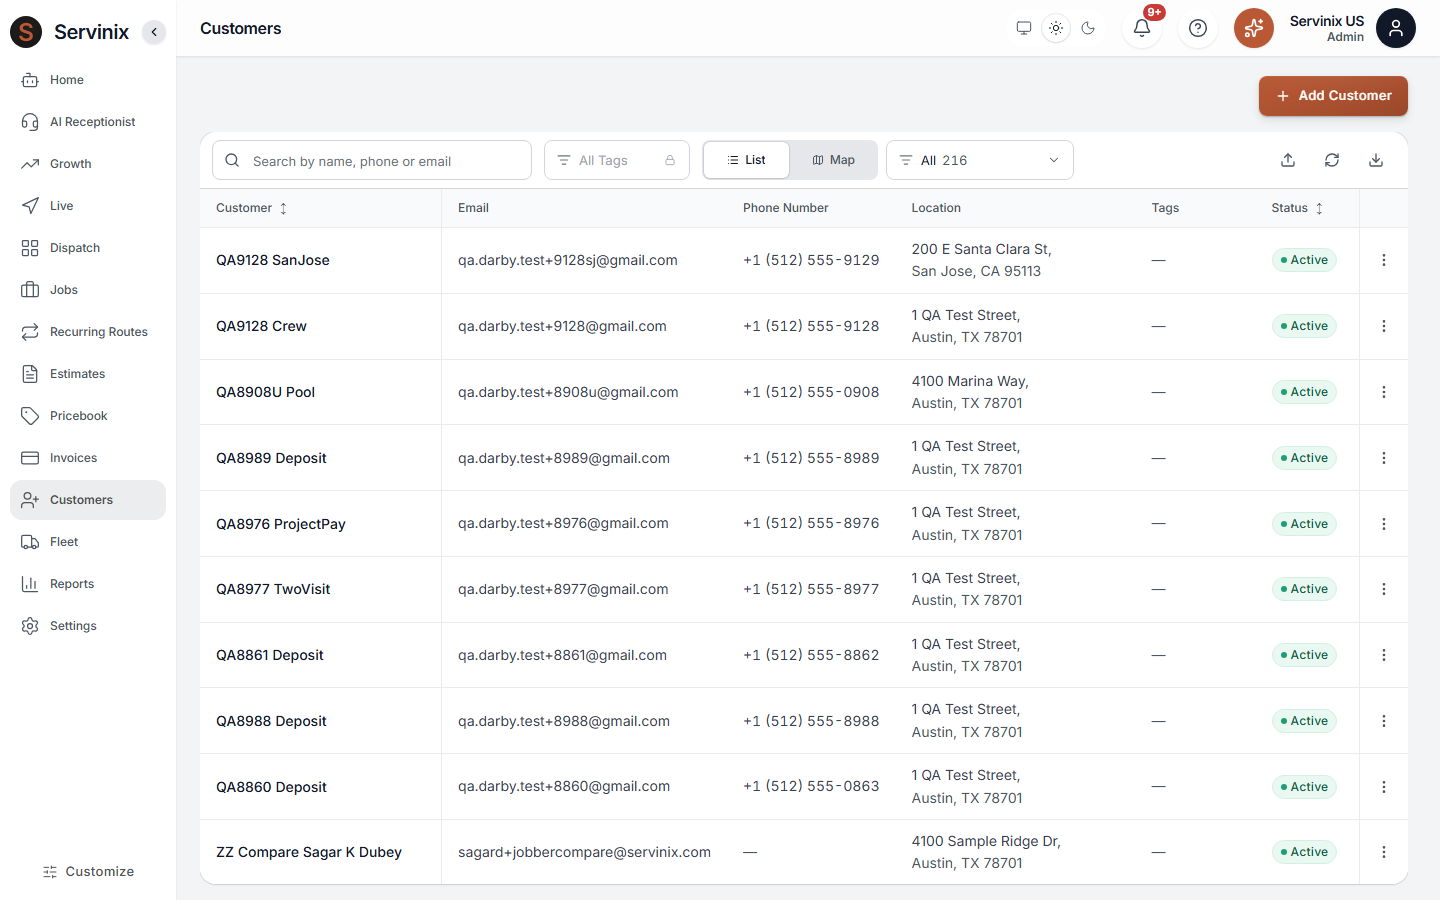 S Servinix
Customers
9+
Servinix US
Admin
Home
AI Receptionist
Growth
Live
Dispatch
Jobs
Recurring Routes
Estimates
Pricebook
Invoices
Customers
Fleet
Reports
Settings
Customize
+ Add Customer
Search by name, phone or email
All Tags
List
Map
All 216
Customer Email Phone Number Location Tags Status
QA9128 SanJose qa.darby.test+9128sj@gmail.com +1 (512) 555-9129 200 E Santa Clara St, — Active
San Jose, CA 95113
QA9128 Crew qa.darby.test+9128@gmail.com +1 (512) 555-9128 1 QA Test Street, — Active
Austin, TX 78701
QA8908U Pool qa.darby.test+8908u@gmail.com +1 (512) 555-0908 4100 Marina Way, — Active
Austin, TX 78701
QA8989 Deposit qa.darby.test+8989@gmail.com +1 (512) 555-8989 1 QA Test Street, — Active
Austin, TX 78701
QA8976 ProjectPay qa.darby.test+8976@gmail.com +1 (512) 555-8976 1 QA Test Street, — Active
Austin, TX 78701
QA8977 TwoVisit qa.darby.test+8977@gmail.com +1 (512) 555-8977 1 QA Test Street, — Active
Austin, TX 78701
QA8861 Deposit qa.darby.test+8861@gmail.com +1 (512) 555-8862 1 QA Test Street, — Active
Austin, TX 78701
QA8988 Deposit qa.darby.test+8988@gmail.com +1 (512) 555-8988 1 QA Test Street, — Active
Austin, TX 78701
QA8860 Deposit qa.darby.test+8860@gmail.com +1 (512) 555-0863 1 QA Test Street, — Active
Austin, TX 78701
ZZ Compare Sagar K Dubey sagard+jobbercompare@servinix.com — 4100 Sample Ridge Dr, — Active
Austin, TX 78701